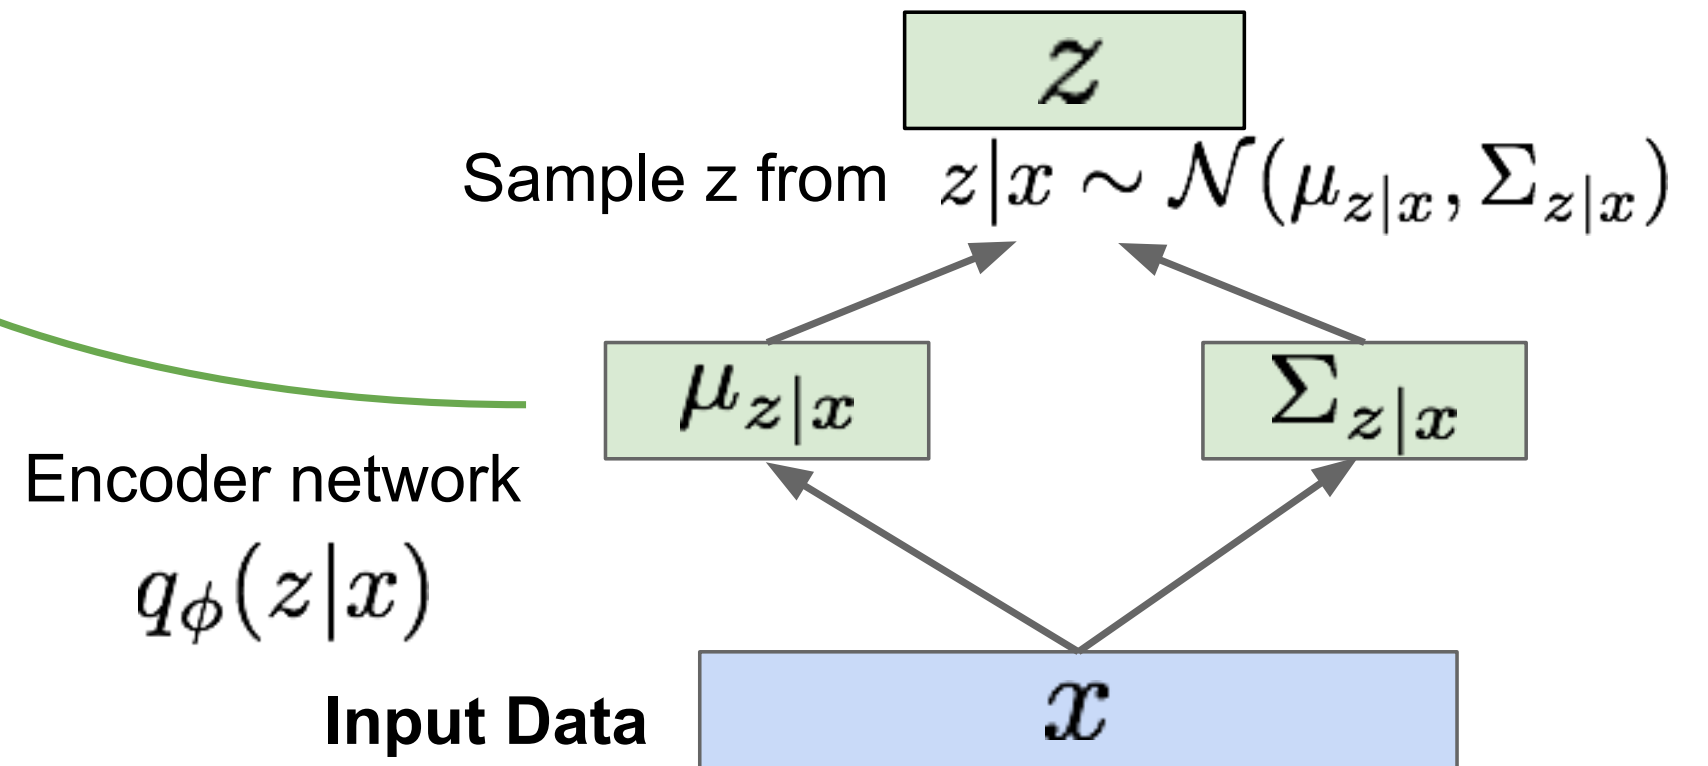 z
Sample z from z|x ∼ 𝒩(μ_{z|x}, Σ_{z|x})
μ_{z|x} Σ_{z|x}
Encoder network
q_ϕ(z|x)
Input Data x